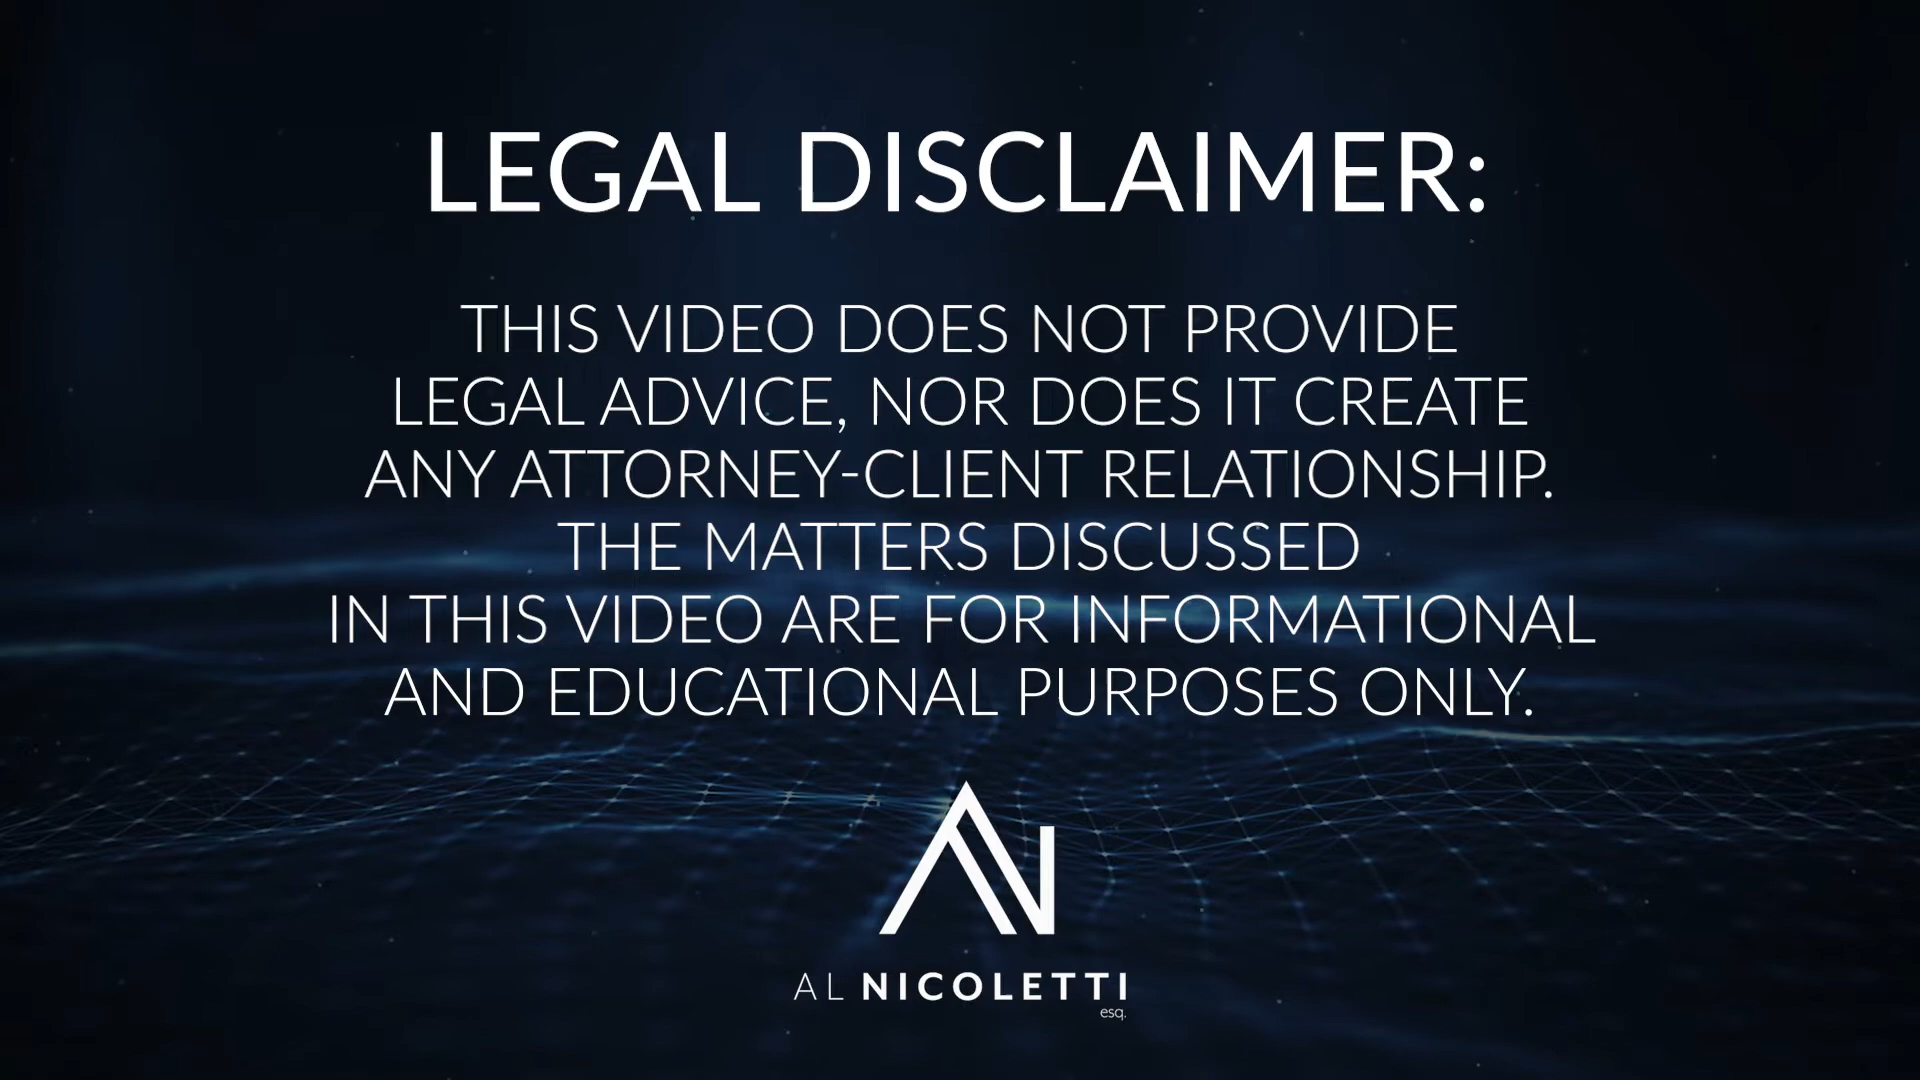 LEGAL DISCLAIMER:
THIS VIDEO DOES NOT PROVIDE
LEGAL ADVICE, NOR DOES IT CREATE
ANY ATTORNEY-CLIENT RELATIONSHIP.
THE MATTERS DISCUSSED
IN THIS VIDEO ARE FOR INFORMATIONAL
AND EDUCATIONAL PURPOSES ONLY.
AL NICOLETTI
esq.